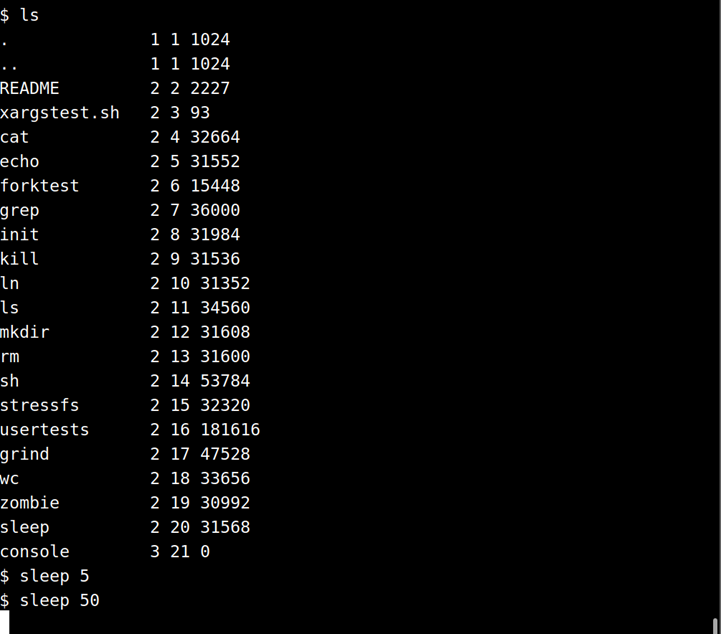 $ ls
.              1 1 1024
..             1 1 1024
README         2 2 2227
xargstest.sh   2 3 93
cat            2 4 32664
echo           2 5 31552
forktest       2 6 15448
grep           2 7 36000
init           2 8 31984
kill           2 9 31536
ln             2 10 31352
ls             2 11 34560
mkdir          2 12 31608
rm             2 13 31600
sh             2 14 53784
stressfs       2 15 32320
usertests      2 16 181616
grind          2 17 47528
wc             2 18 33656
zombie         2 19 30992
sleep          2 20 31568
console        3 21 0
$ sleep 5
$ sleep 50